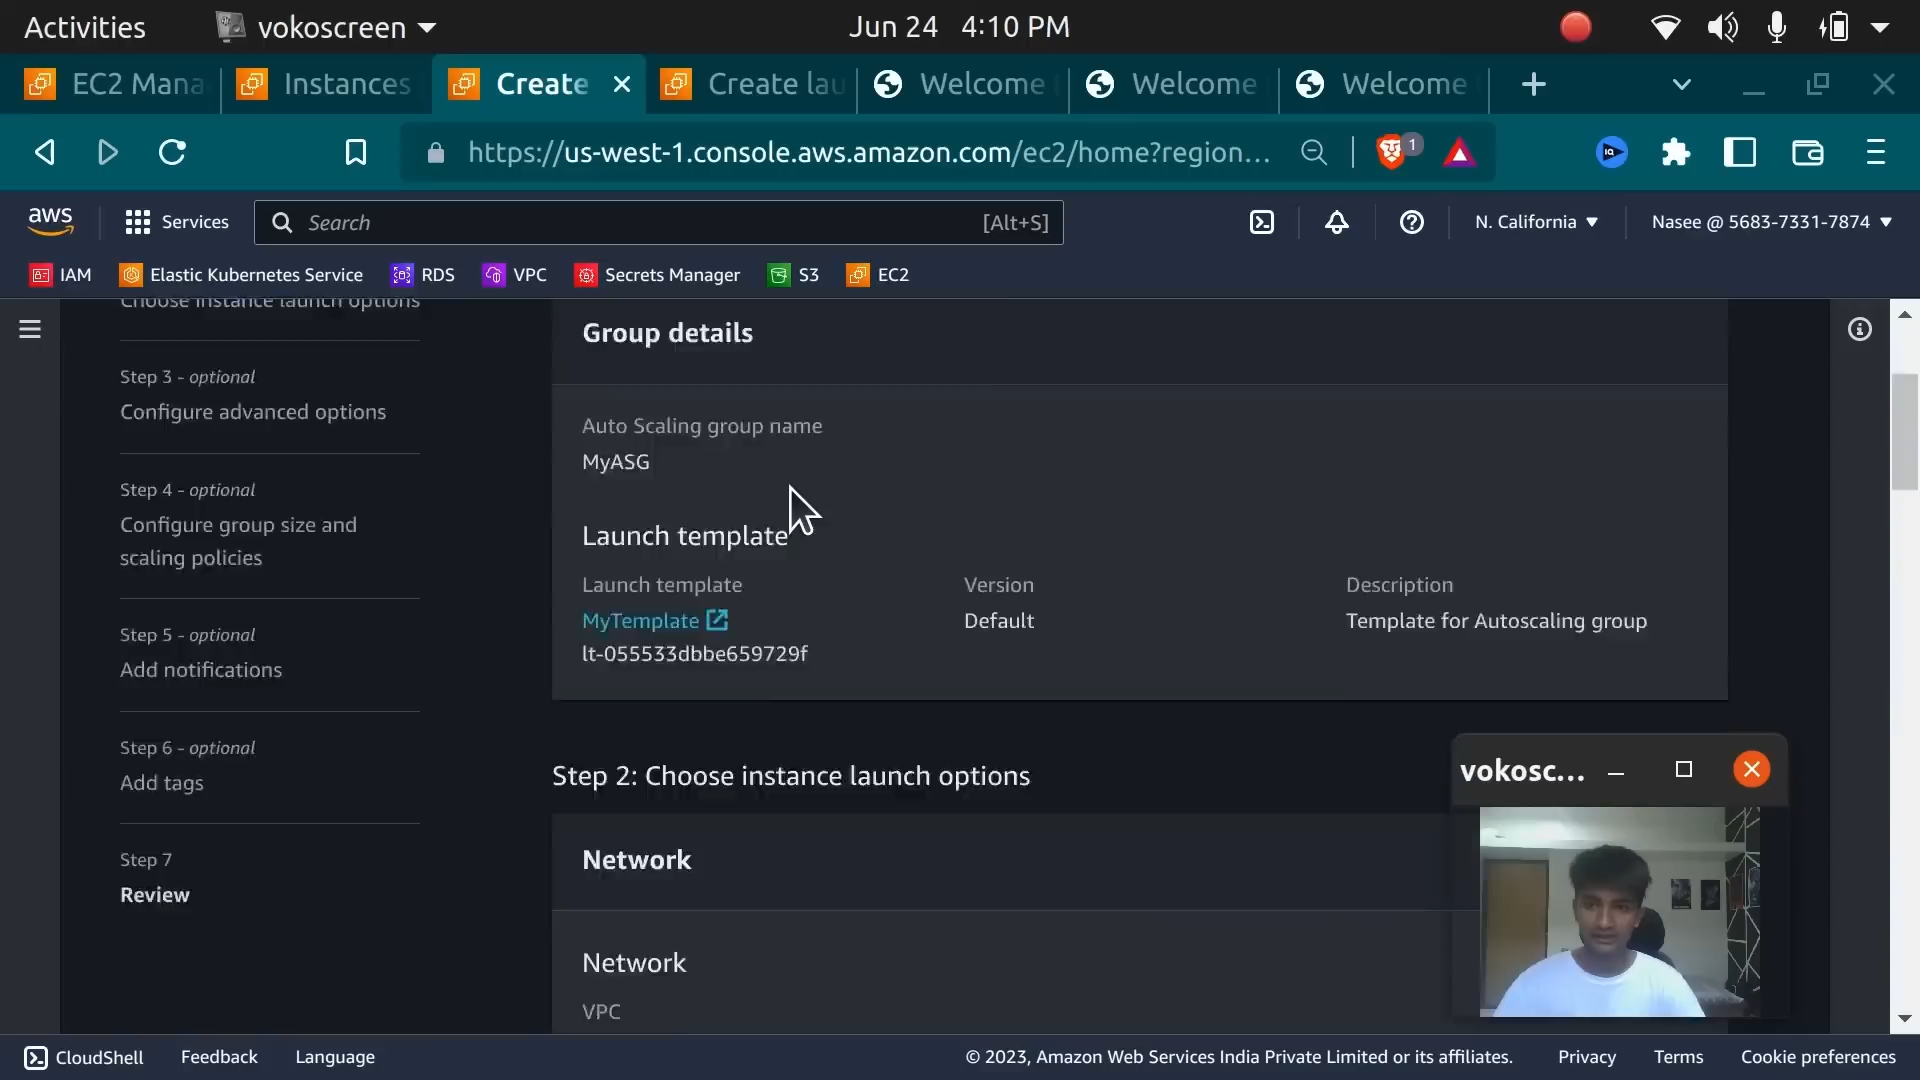 Activities
vokoscreen
Jun 24 4:10 PM
EC2 Mana
Instances
Create
Create lau
Welcome
Welcome
Welcome
https://us-west-1.console.aws.amazon.com/ec2/home?region...
1
aws
Services
Search
[Alt+S]
N. California
Nasee @ 5683-7331-7874
IAM
Elastic Kubernetes Service
RDS
VPC
Secrets Manager
S3
EC2
Choose instance launch options
Step 3 - optional
Configure advanced options
Step 4 - optional
Configure group size and
scaling policies
Step 5 - optional
Add notifications
Step 6 - optional
Add tags
Step 7
Review
Group details
Auto Scaling group name
MyASG
Launch template
Launch template
Version
Description
MyTemplate
Default
Template for Autoscaling group
lt-055533dbbe659729f
Step 2: Choose instance launch options
Network
Network
VPC
vokosc...
CloudShell
Feedback
Language
© 2023, Amazon Web Services India Private Limited or its affiliates.
Privacy
Terms
Cookie preferences